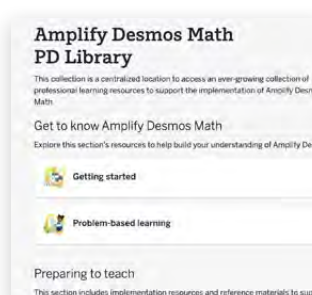 Amplify Desmos Math
PD Library
This collection is a centralized location to access an ever-growing collection of
professional learning resources to support the implementation of Amplify Desm
Math
Get to know Amplify Desmos Math
Explore this section's resources to help build your understanding of Amplify De
Getting started
Problem-based learning
Preparing to teach
This section includes implementation resources and reference materials to sup